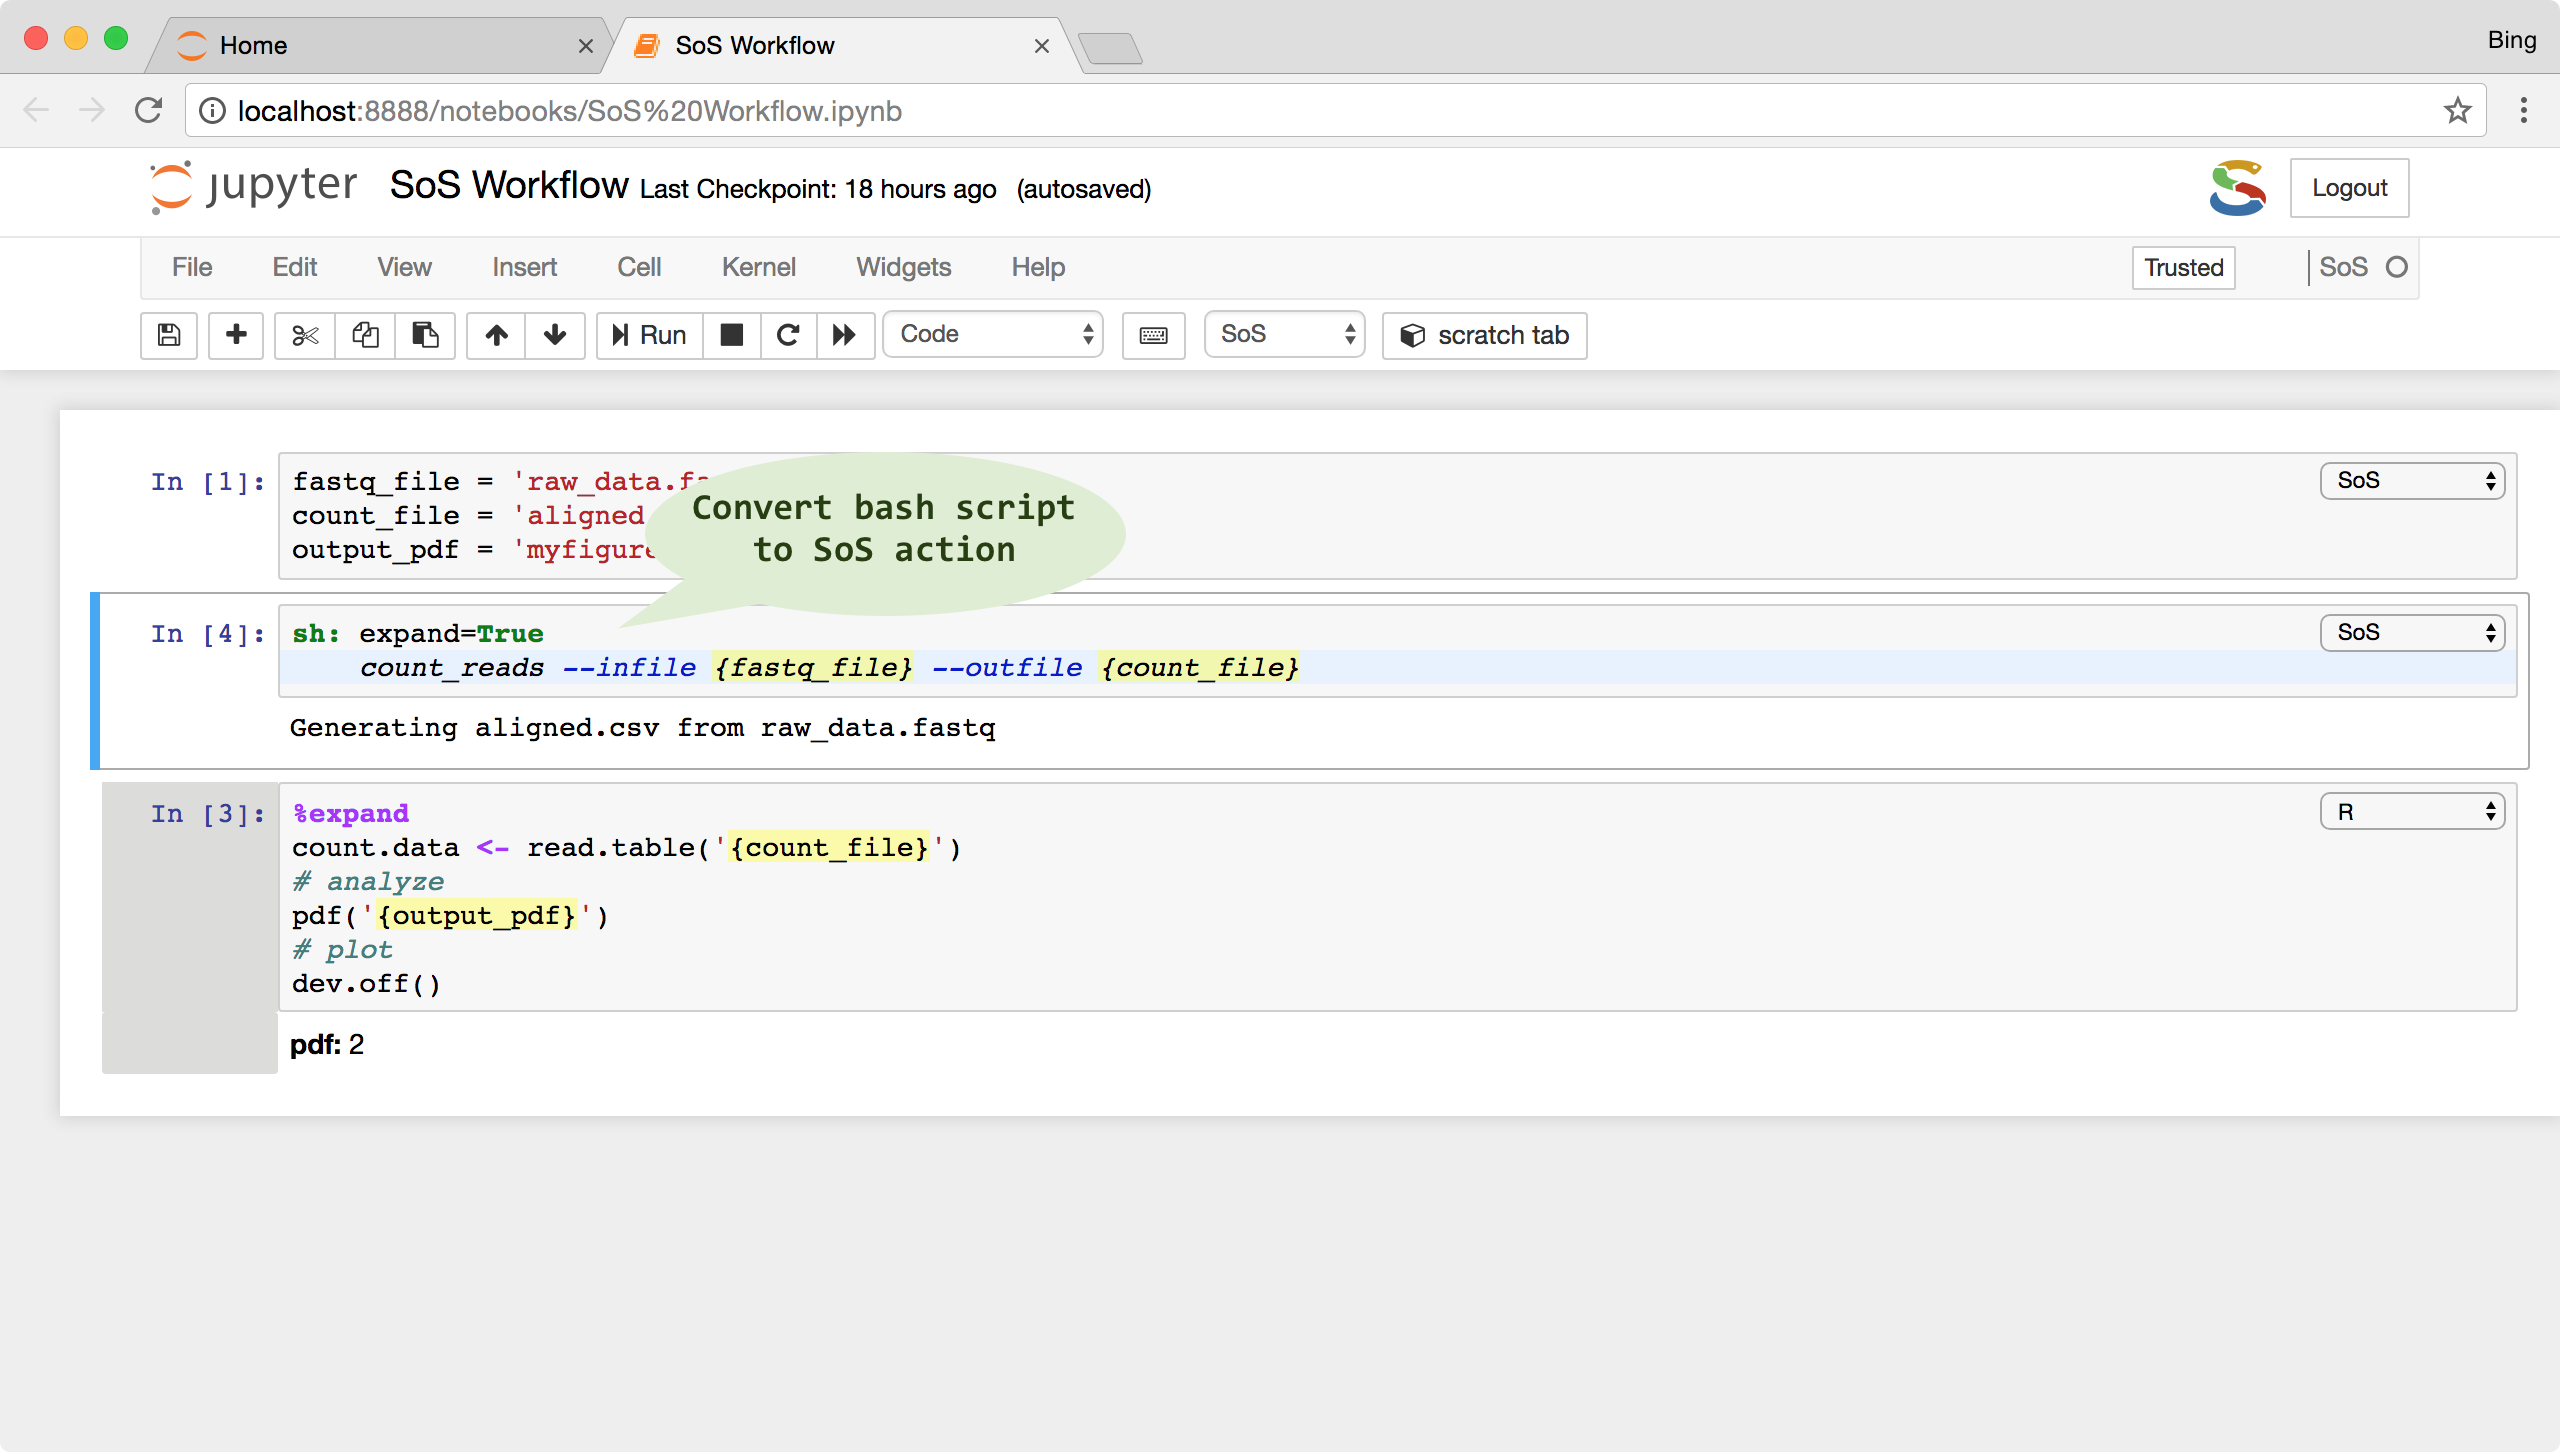 Home
SoS Workflow
Bing
localhost:8888/notebooks/SoS%20Workflow.ipynb
jupyter SoS Workflow Last Checkpoint: 18 hours ago (autosaved)
Logout
File Edit View Insert Cell Kernel Widgets Help
Trusted
SoS
Run
Code
SoS
scratch tab
In [1]:
fastq_file = 'raw_data.fa
count_file = 'aligned
output_pdf = 'myfigure
SoS
Convert bash script
to SoS action
In [4]:
sh: expand=True
count_reads --infile {fastq_file} --outfile {count_file}
SoS
Generating aligned.csv from raw_data.fastq
In [3]:
%expand
count.data <- read.table('{count_file}')
# analyze
pdf('{output_pdf}')
# plot
dev.off()
R
pdf: 2